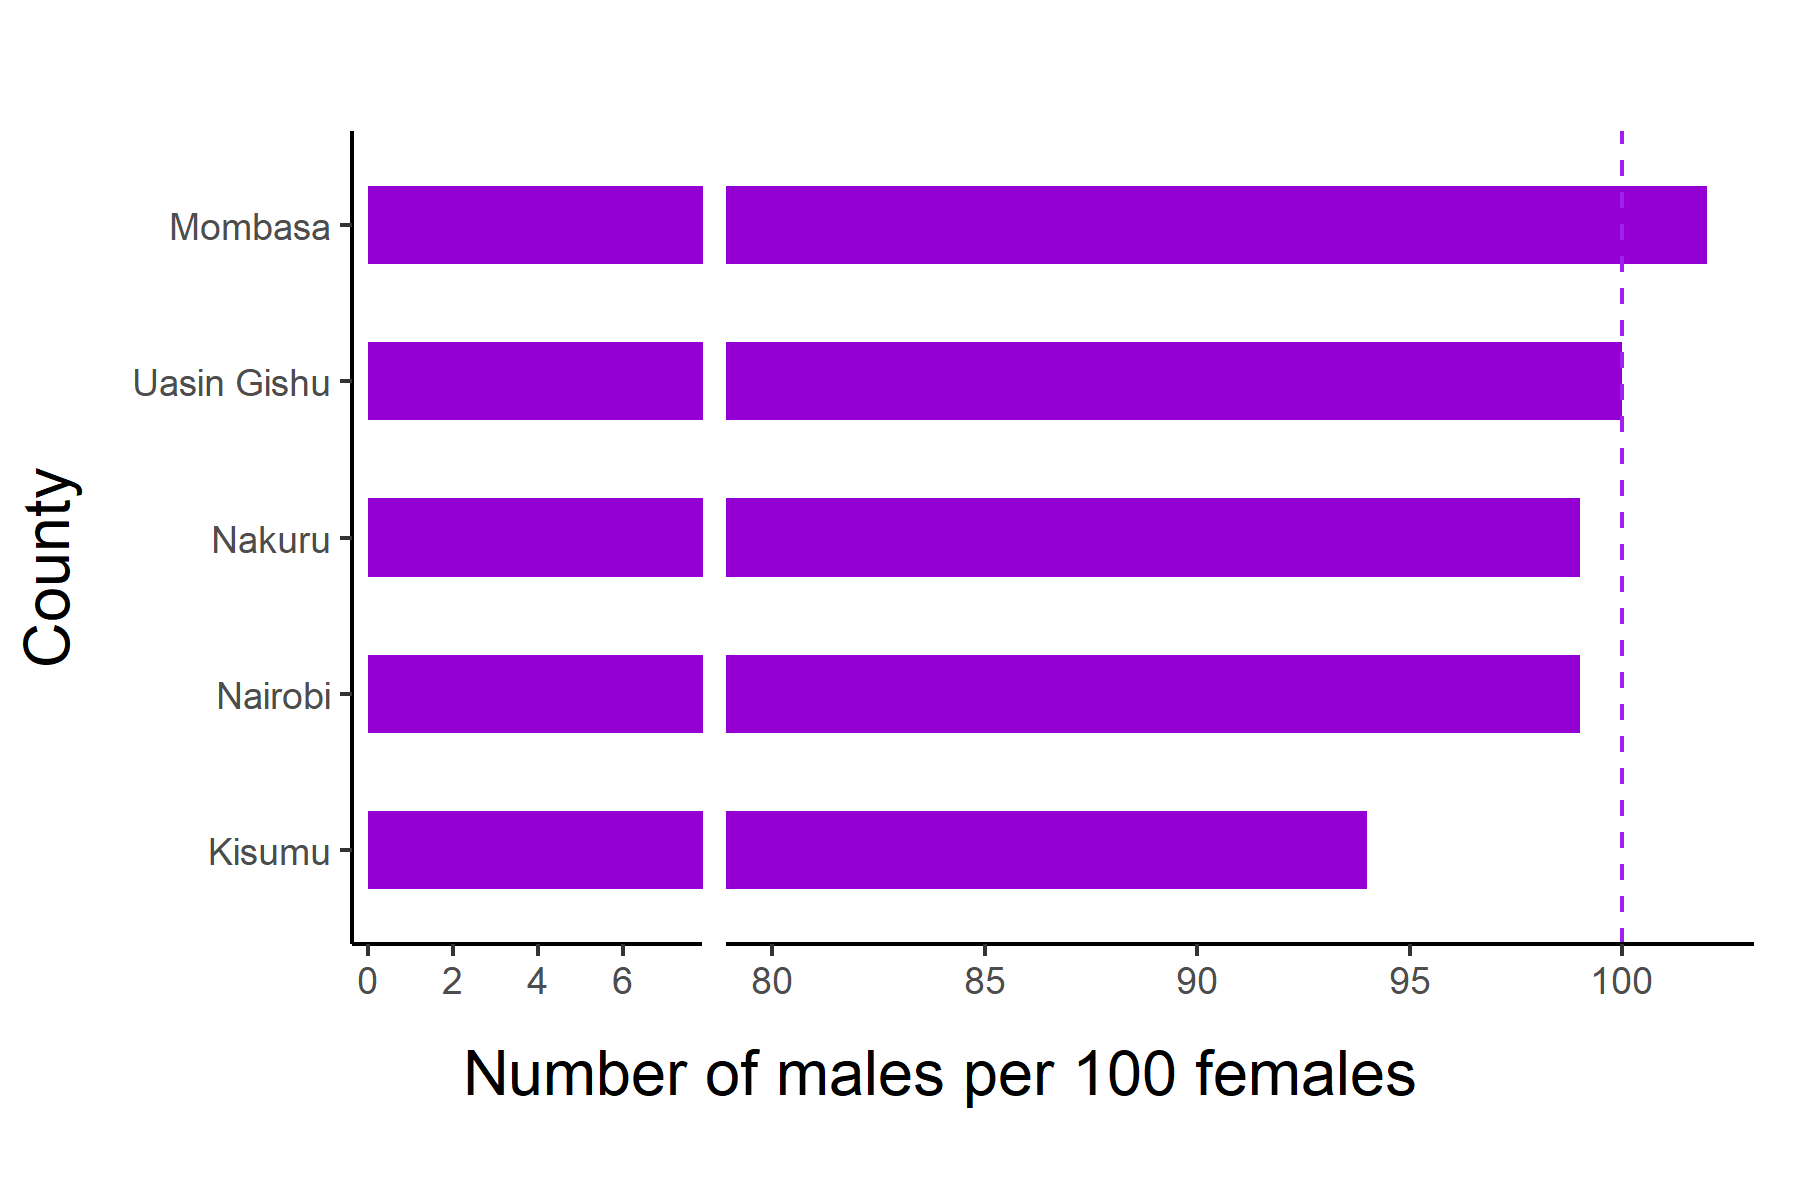 Mombasa
Uasin Gishu
Nakuru
Nairobi
Kisumu
County
0 2 4 6 80 85 90 95 100
Number of males per 100 females